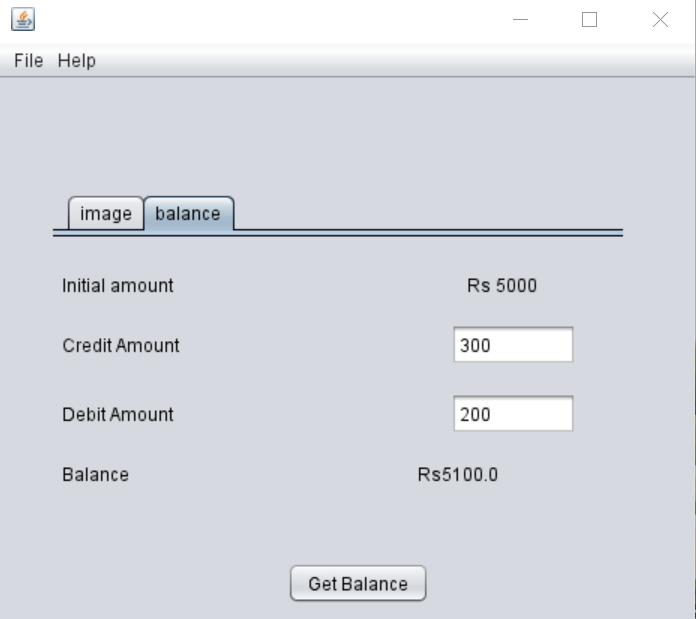 File Help
image balance
Initial amount Rs 5000
Credit Amount 300
Debit Amount 200
Balance Rs5100.0
Get Balance